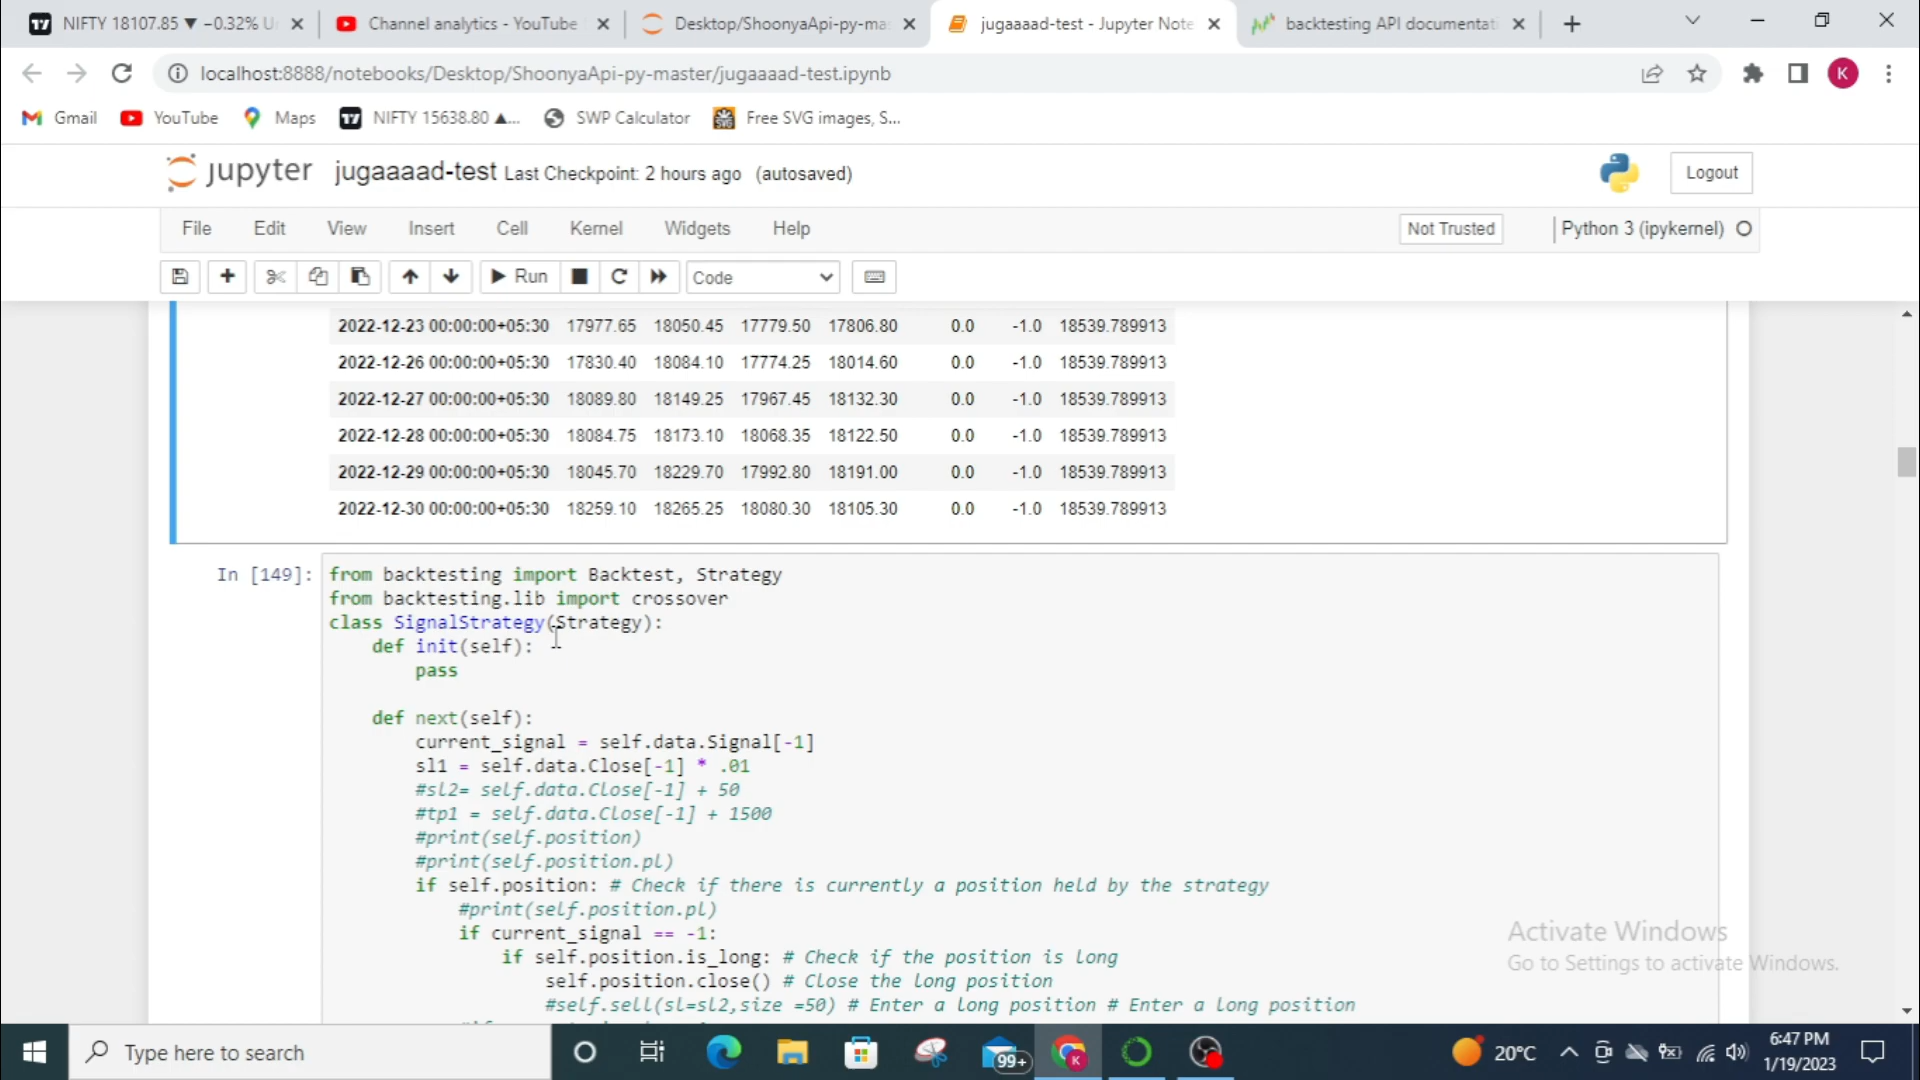 NIFTY 18107.85 ▼ −0.32% U
Channel analytics - YouTube
Desktop/ShoonyaApi-py-ma
jugaaaad-test - Jupyter Note
backtesting API documentati
localhost:8888/notebooks/Desktop/ShoonyaApi-py-master/jugaaaad-test.ipynb
K
Gmail
YouTube
Maps
NIFTY 15638.80 ▲...
SWP Calculator
Free SVG images, S...
jupyter jugaaaad-test Last Checkpoint: 2 hours ago (autosaved)
Logout
File Edit View Insert Cell Kernel Widgets Help
Not Trusted
Python 3 (ipykernel)
Run
Code
2022-12-23 00:00:00+05:30 17977.65 18050.45 17779.50 17806.80 0.0 -1.0 18539.789913
2022-12-26 00:00:00+05:30 17830.40 18084.10 17774.25 18014.60 0.0 -1.0 18539.789913
2022-12-27 00:00:00+05:30 18089.80 18149.25 17967.45 18132.30 0.0 -1.0 18539.789913
2022-12-28 00:00:00+05:30 18084.75 18173.10 18068.35 18122.50 0.0 -1.0 18539.789913
2022-12-29 00:00:00+05:30 18045.70 18229.70 17992.80 18191.00 0.0 -1.0 18539.789913
2022-12-30 00:00:00+05:30 18259.10 18265.25 18080.30 18105.30 0.0 -1.0 18539.789913
In [149]: from backtesting import Backtest, Strategy
from backtesting.lib import crossover
class SignalStrategy(Strategy):
def init(self):
pass
def next(self):
current_signal = self.data.Signal[-1]
sl1 = self.data.Close[-1] * .01
#sl2= self.data.Close[-1] + 50
#tp1 = self.data.Close[-1] + 1500
#print(self.position)
#print(self.position.pl)
if self.position: # Check if there is currently a position held by the strategy
#print(self.position.pl)
if current_signal == -1:
if self.position.is_long: # Check if the position is long
self.position.close() # Close the long position
#self.sell(sl=sl2,size =50) # Enter a long position # Enter a long position
Activate Windows
Go to Settings to activate Windows.
Type here to search
99+
K
20°C
6:47 PM
1/19/2023